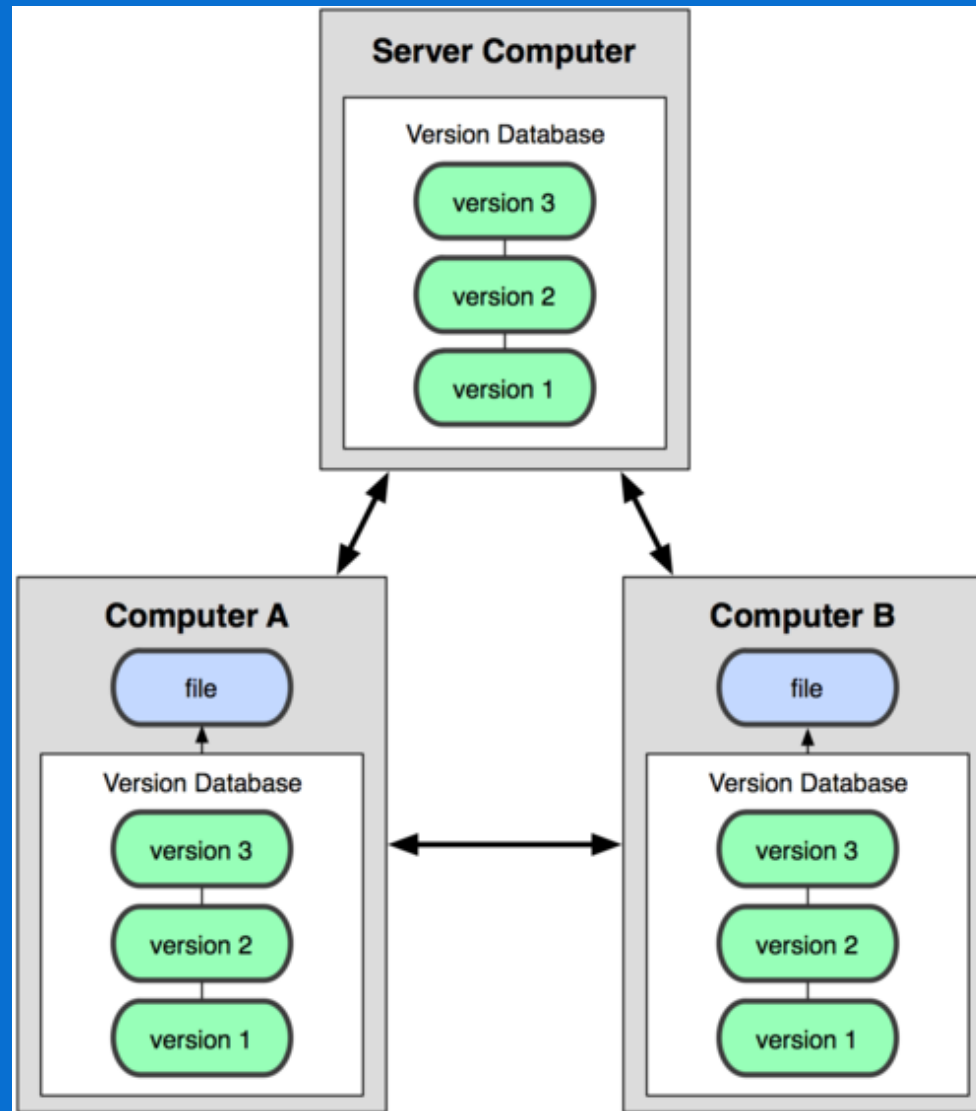 Server Computer
Version Database
version 3
version 2
version 1
Computer A
file
Version Database
version 3
version 2
version 1
Computer B
file
Version Database
version 3
version 2
version 1